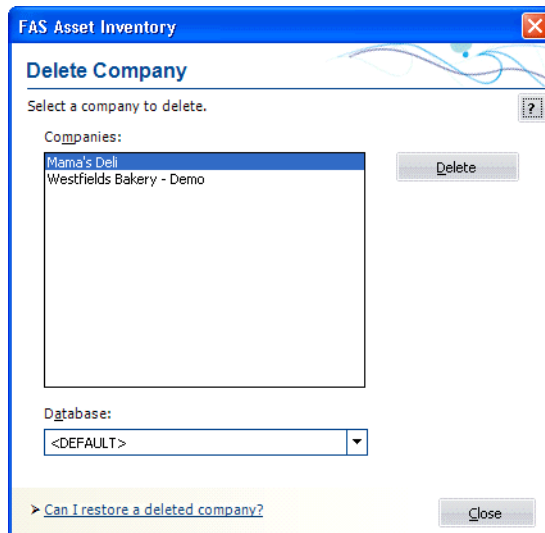 FAS Asset Inventory
Delete Company
Select a company to delete.
?
Companies:
Mama's Deli
Westfields Bakery - Demo
Delete
Database:
<DEFAULT>
➤ Can I restore a deleted company?
Close